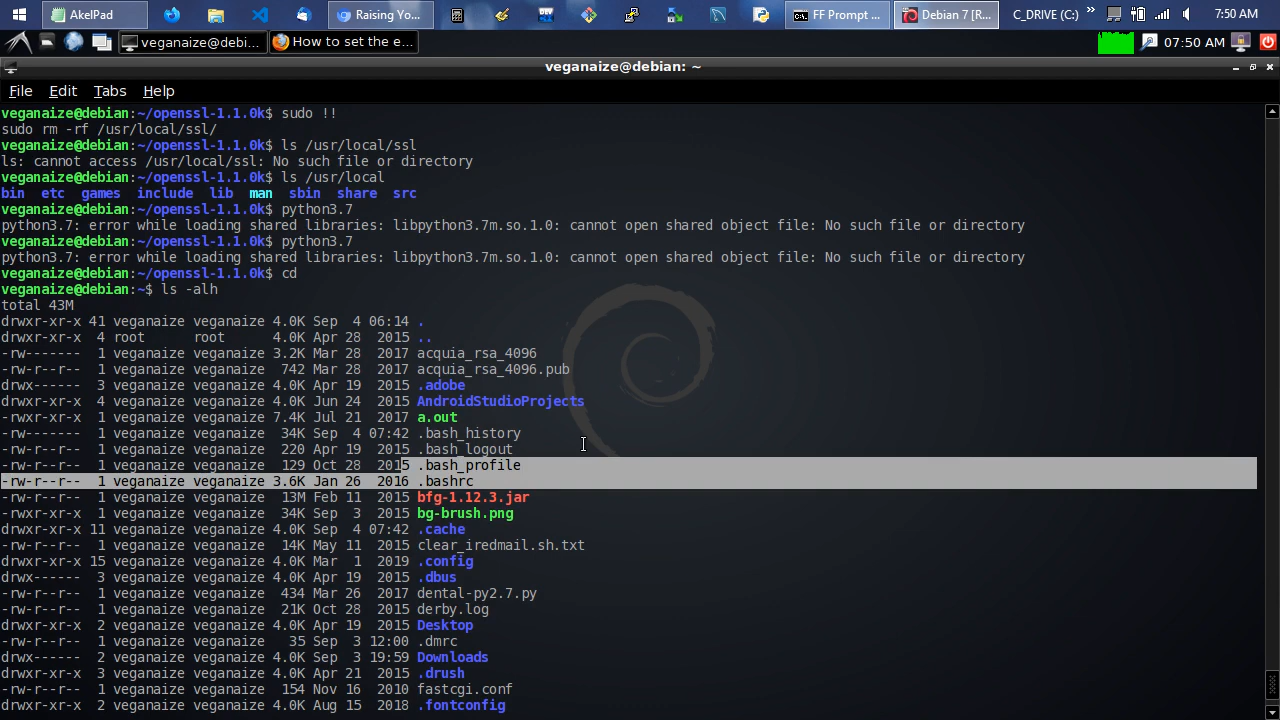 AkelPad
Raising Yo...
FF Prompt ...
Debian 7 [R...
C_DRIVE (C:)
»
7:50 AM
veganaize@debi...
How to set the e...
07:50 AM
veganaize@debian: ~
File Edit Tabs Help
veganaize@debian:~/openssl-1.1.0k$ sudo !!
sudo rm -rf /usr/local/ssl/
veganaize@debian:~/openssl-1.1.0k$ ls /usr/local/ssl
ls: cannot access /usr/local/ssl: No such file or directory
veganaize@debian:~/openssl-1.1.0k$ ls /usr/local
bin etc games include lib man sbin share src
veganaize@debian:~/openssl-1.1.0k$ python3.7
python3.7: error while loading shared libraries: libpython3.7m.so.1.0: cannot open shared object file: No such file or directory
veganaize@debian:~/openssl-1.1.0k$ python3.7
python3.7: error while loading shared libraries: libpython3.7m.so.1.0: cannot open shared object file: No such file or directory
veganaize@debian:~/openssl-1.1.0k$ cd
veganaize@debian:~$ ls -alh
total 43M
drwxr-xr-x 41 veganaize veganaize 4.0K Sep 4 06:14 .
drwxr-xr-x 4 root root 4.0K Apr 28 2015 ..
-rw------- 1 veganaize veganaize 3.2K Mar 28 2017 acquia_rsa_4096
-rw-r--r-- 1 veganaize veganaize 742 Mar 28 2017 acquia_rsa_4096.pub
drwx------ 3 veganaize veganaize 4.0K Apr 19 2015 .adobe
drwxr-xr-x 4 veganaize veganaize 4.0K Jun 24 2015 AndroidStudioProjects
-rwxr-xr-x 1 veganaize veganaize 7.4K Jul 21 2017 a.out
-rw------- 1 veganaize veganaize 34K Sep 4 07:42 .bash_history
-rw-r--r-- 1 veganaize veganaize 220 Apr 19 2015 .bash_logout
-rw-r--r-- 1 veganaize veganaize 129 Oct 28 2015 .bash_profile
-rw-r--r-- 1 veganaize veganaize 3.6K Jan 26 2016 .bashrc
-rw-r--r-- 1 veganaize veganaize 13M Feb 11 2015 bfg-1.12.3.jar
-rw-r--r-- 1 veganaize veganaize 34K Sep 3 2015 bg-brush.png
drwxr-xr-x 11 veganaize veganaize 4.0K Sep 4 07:42 .cache
-rw-r--r-- 1 veganaize veganaize 14K May 11 2015 clear_iredmail.sh.txt
drwxr-xr-x 15 veganaize veganaize 4.0K Mar 1 2019 .config
drwx------ 3 veganaize veganaize 4.0K Apr 19 2015 .dbus
-rw-r--r-- 1 veganaize veganaize 434 Mar 26 2017 dental-py2.7.py
-rw-r--r-- 1 veganaize veganaize 21K Oct 28 2015 derby.log
drwxr-xr-x 2 veganaize veganaize 4.0K Apr 19 2015 Desktop
-rw-r--r-- 1 veganaize veganaize 35 Sep 3 12:00 .dmrc
drwx------ 2 veganaize veganaize 4.0K Sep 3 19:59 Downloads
drwxr-xr-x 3 veganaize veganaize 4.0K Apr 21 2015 .drush
-rw-r--r-- 1 veganaize veganaize 154 Nov 16 2010 fastcgi.conf
drwxr-xr-x 2 veganaize veganaize 4.0K Aug 15 2018 .fontconfig